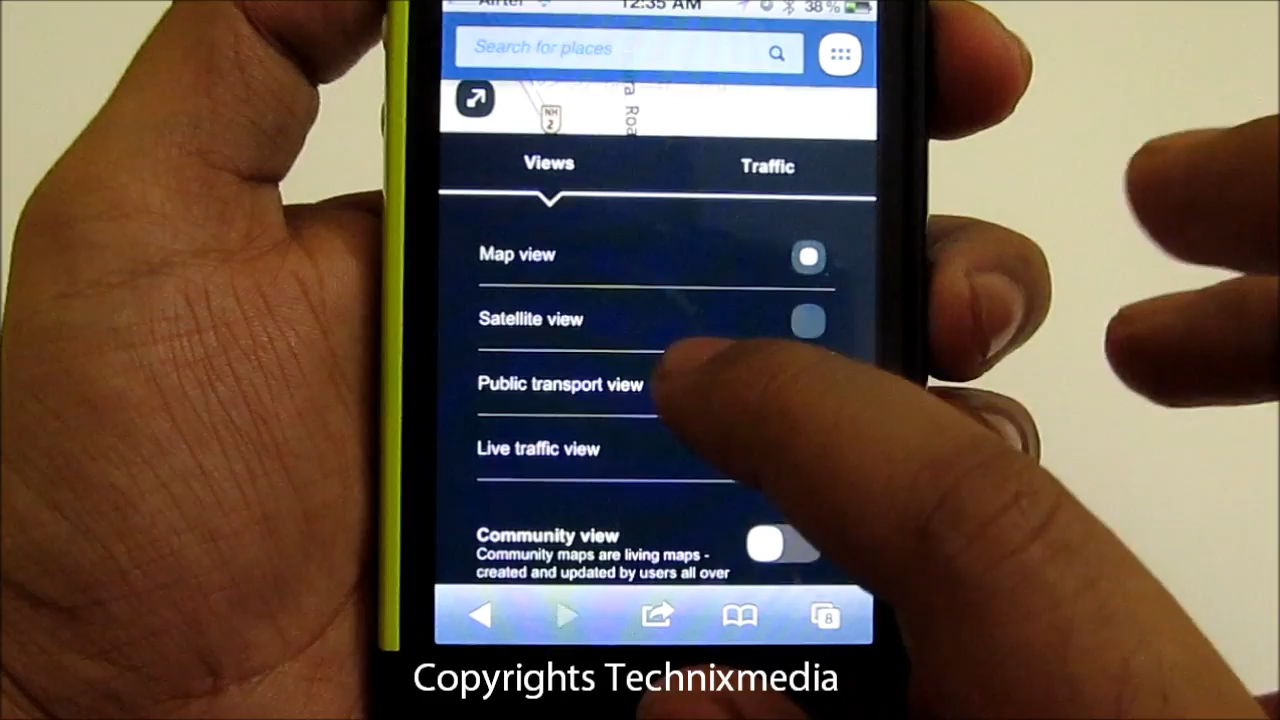 Airtel 12:35 AM 38 %
Search for places
NH
2
ra Roa
Views Traffic
Map view
Satellite view
Public transport view
Live traffic view
Community view
Community maps are living maps -
created and updated by users all over
8
Copyrights Technixmedia